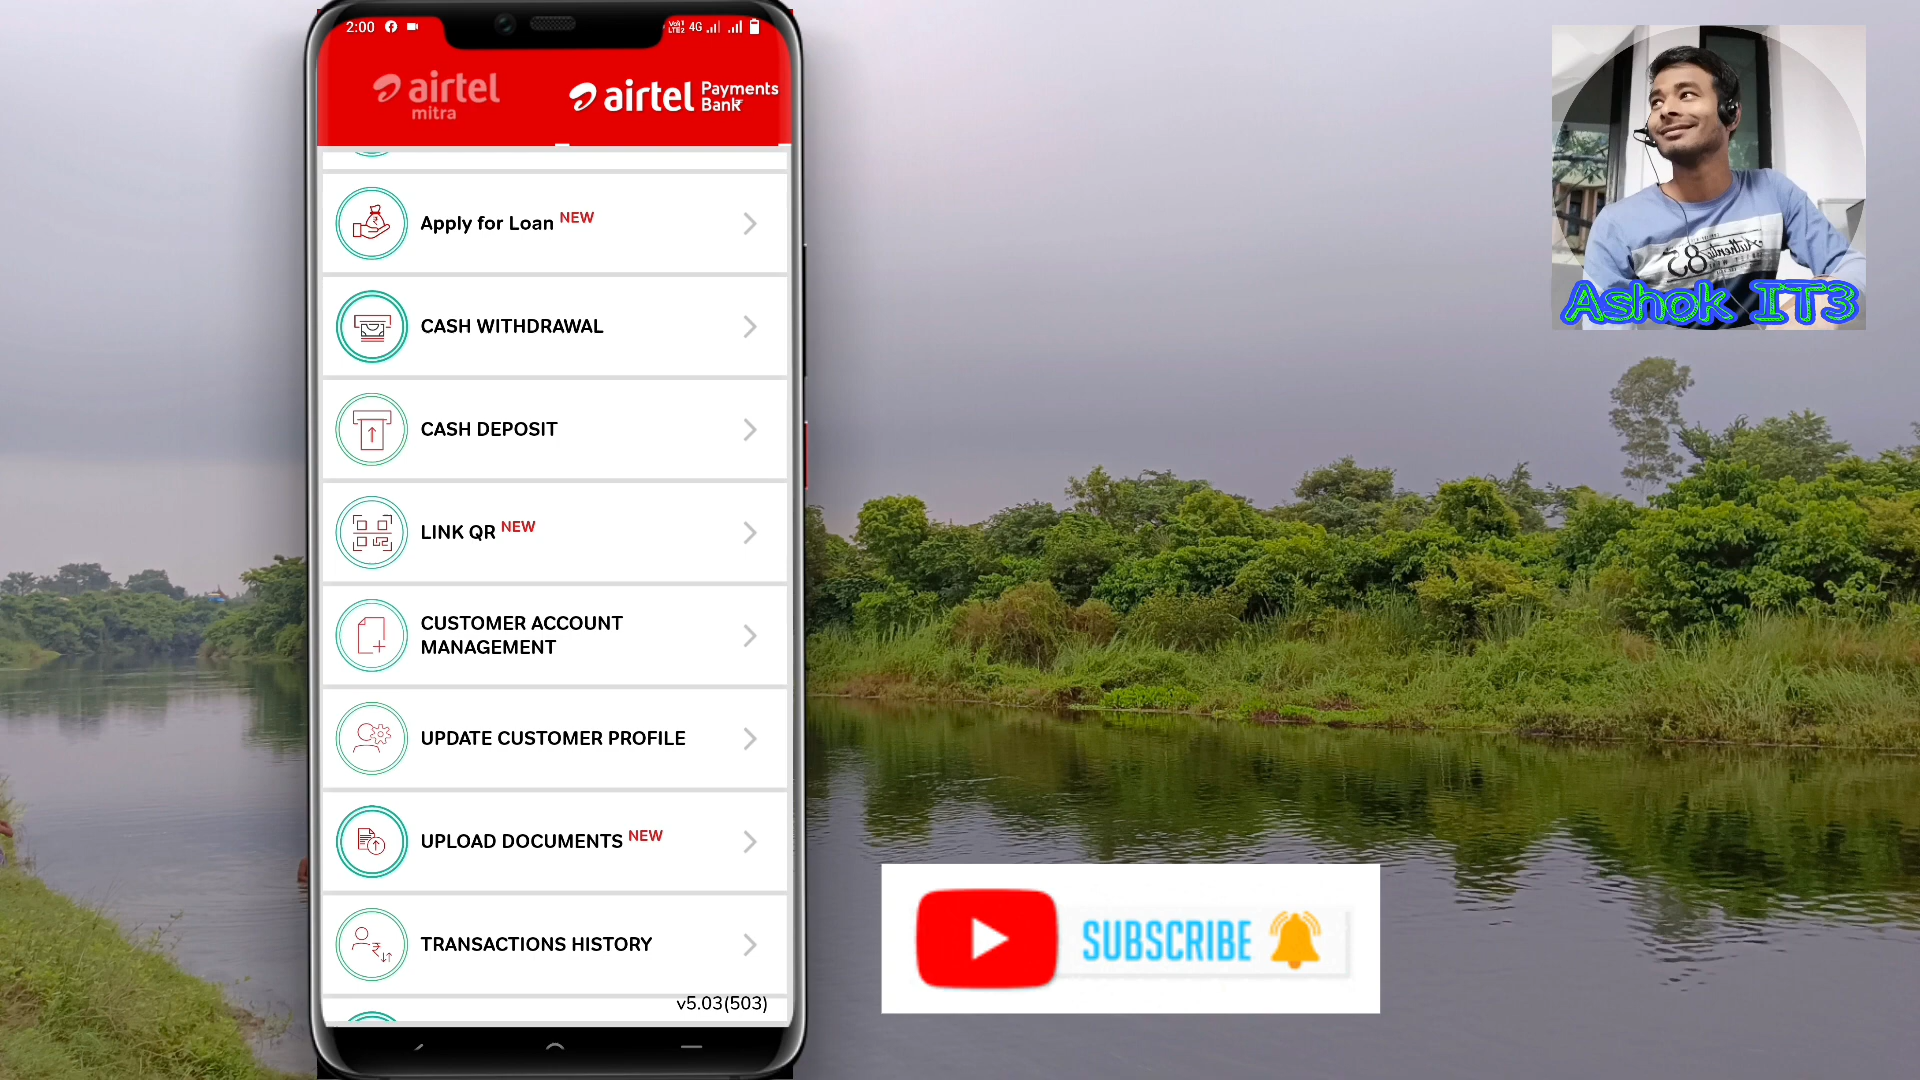 2:00
4G
airtel
mitra
airtel Payments
Bank
Apply for Loan NEW
CASH WITHDRAWAL
CASH DEPOSIT
LINK QR NEW
CUSTOMER ACCOUNT
MANAGEMENT
UPDATE CUSTOMER PROFILE
UPLOAD DOCUMENTS NEW
TRANSACTIONS HISTORY
v5.03(503)
Ashok IT3
SUBSCRIBE